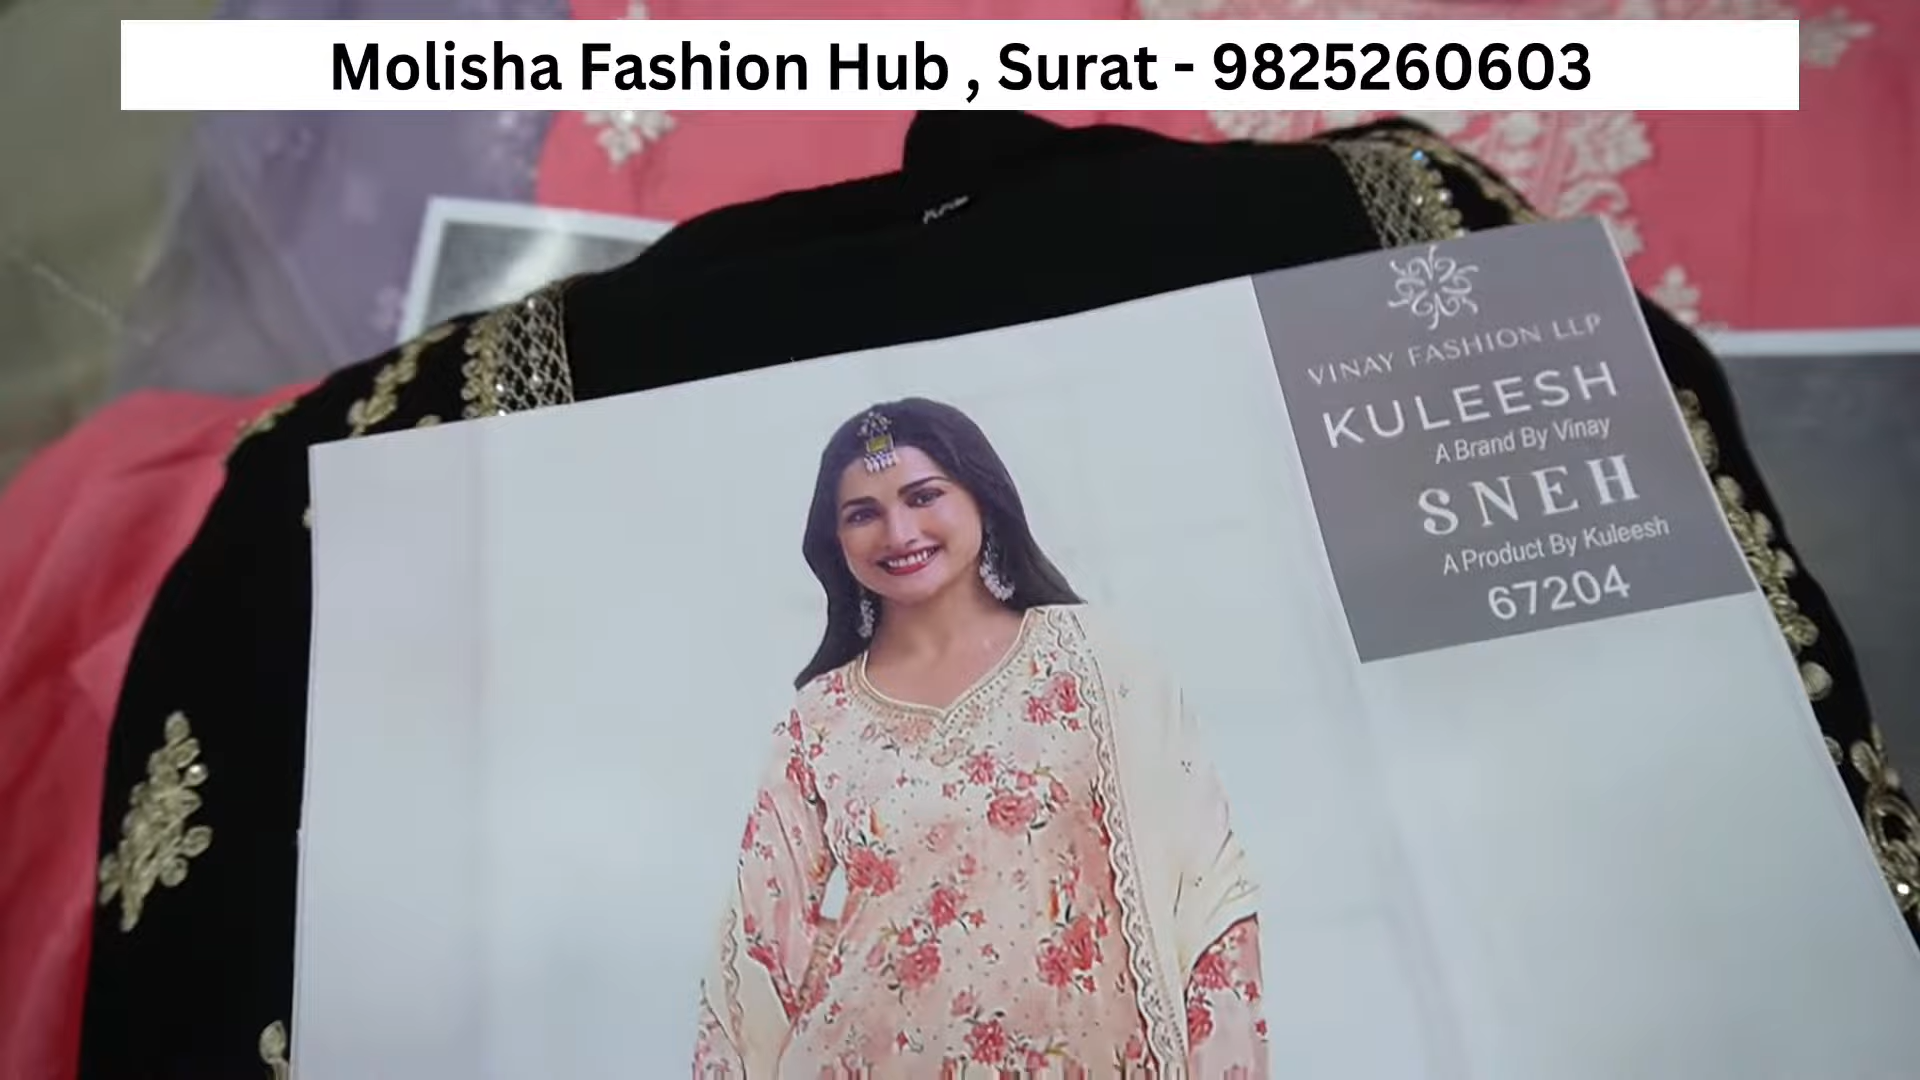 Molisha Fashion Hub , Surat - 9825260603
VINAY FASHION LLP
KULEESH
A Brand By Vinay
SNEH
A Product By Kuleesh
67204